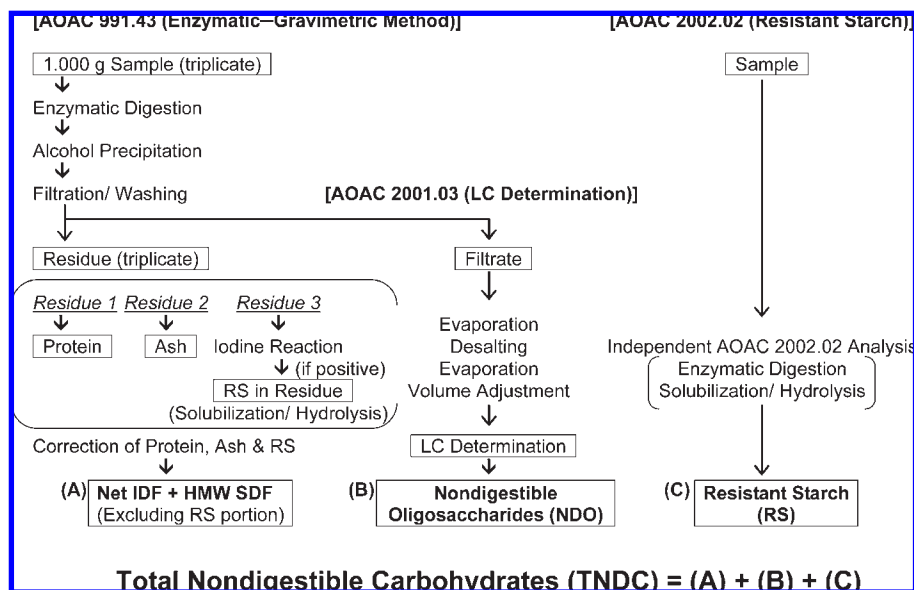 [AOAC 991.43 (Enzymatic–Gravimetric Method)]
1.000 g Sample (triplicate)
Enzymatic Digestion
Alcohol Precipitation
Filtration/ Washing
Residue (triplicate)
Residue 1 Residue 2 Residue 3
Protein Ash Iodine Reaction
(if positive)
RS in Residue
(Solubilization/ Hydrolysis)
Correction of Protein, Ash & RS
(A) Net IDF + HMW SDF
(Excluding RS portion)
[AOAC 2001.03 (LC Determination)]
Filtrate
Evaporation
Desalting
Evaporation
Volume Adjustment
LC Determination
(B) Nondigestible
Oligosaccharides (NDO)
[AOAC 2002.02 (Resistant Starch)]
Sample
Independent AOAC 2002.02 Analysis
Enzymatic Digestion
Solubilization/ Hydrolysis
(C) Resistant Starch
(RS)
Total Nondigestible Carbohydrates (TNDC) = (A) + (B) + (C)